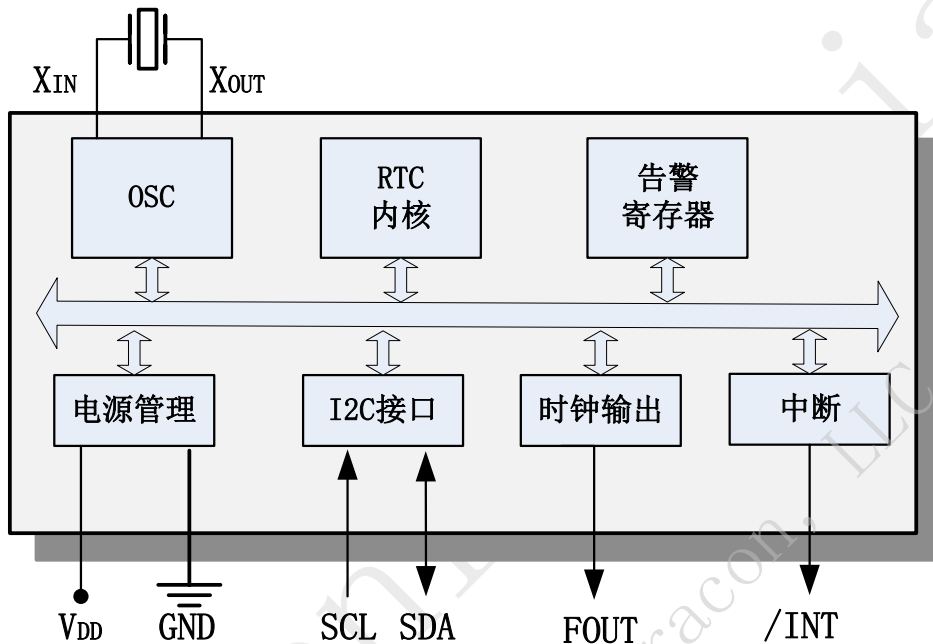 XIN
XOUT
OSC
RTC
内核
告警
寄存器
电源管理
I2C接口
时钟输出
中断
VDD
GND
SCL
SDA
FOUT
/INT